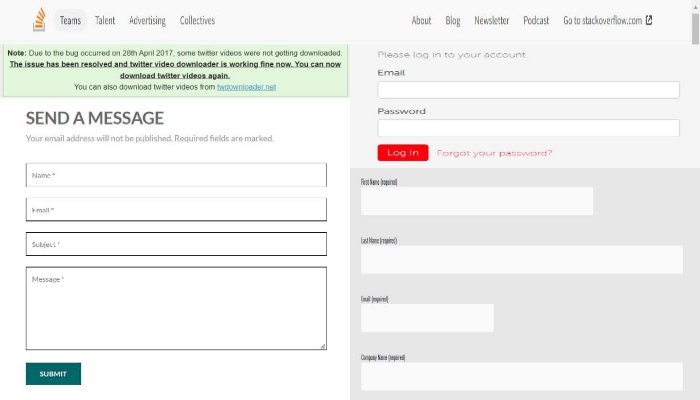 Teams Talent Advertising Collectives About Blog Newsletter Podcast Go to stackoverflow.com
Note: Due to the bug occurred on 28th April 2017, some twitter videos were not getting downloaded.
The issue has been resolved and twitter video downloader is working fine now. You can now
download twitter videos again.
You can also download twitter videos from twdownloader.net
SEND A MESSAGE
Your email address will not be published. Required fields are marked.
Name *
Email *
Subject *
Message *
SUBMIT
Please log in to your account.
Email
Password
Log In Forgot your password?
First Name (required)
Last Name (required)
Email (required)
Company Name (required)